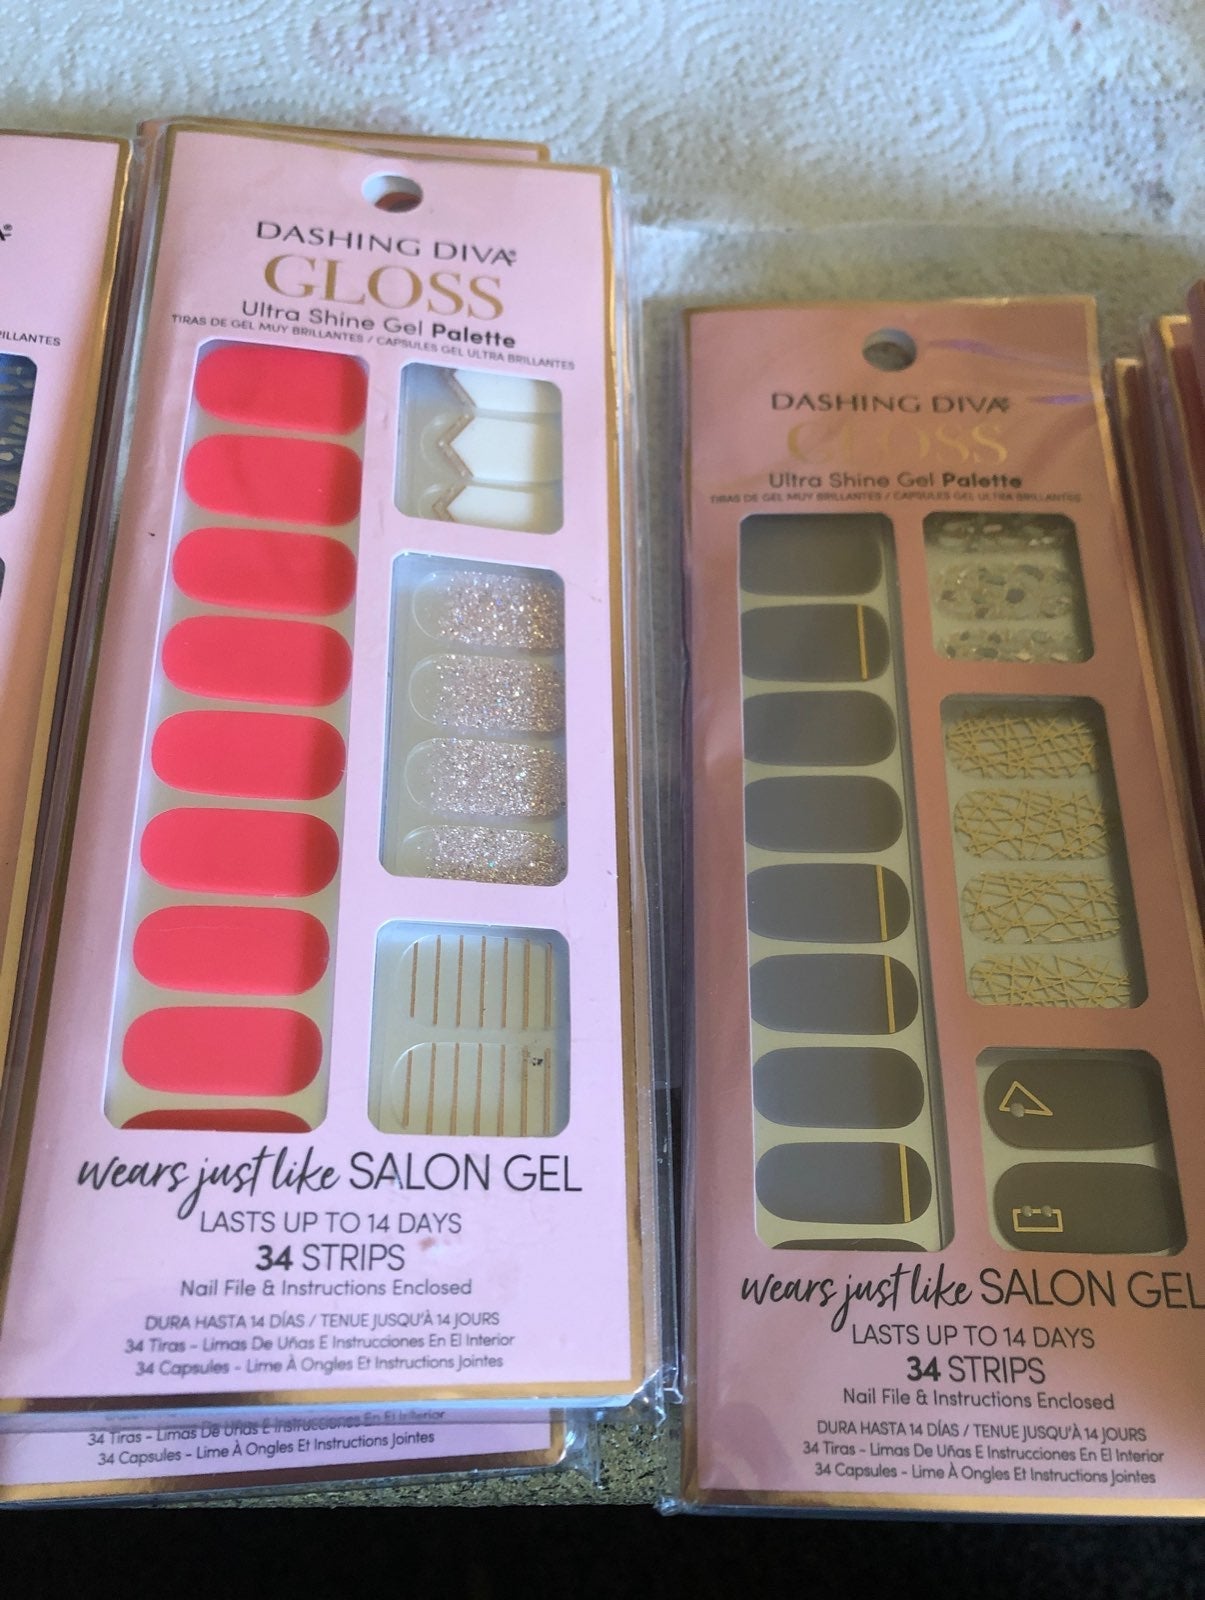 PILLANTES
DASHING DIVA®
GLOSS
Ultra Shine Gel Palette
TIRAS DE GEL MUY BRILLANTES / CAPSULES GEL ULTRA BRILLANTES
wears just like SALON GEL
LASTS UP TO 14 DAYS
34 STRIPS
Nail File & Instructions Enclosed
DURA HASTA 14 DÍAS / TENUE JUSQU'À 14 JOURS
34 Tiras - Limas De Uñas E Instrucciones En El Interior
34 Capsules - Lime À Ongles Et Instructions Jointes
34 Tiras - Limas De Uñas E Instrucciones En El Interior
34 Capsules - Lime À Ongles Et Instructions Jointes
DASHING DIVA®
GLOSS
Ultra Shine Gel Palette
TIRAS DE GEL MUY BRILLANTES / CAPSULES GEL ULTRA BRILLANTES
wears just like SALON GEL
LASTS UP TO 14 DAYS
34 STRIPS
Nail File & Instructions Enclosed
DURA HASTA 14 DÍAS / TENUE JUSQU'À 14 JOURS
34 Tiras - Limas De Uñas E Instrucciones En El Interior
34 Capsules - Lime À Ongles Et Instructions Jointes